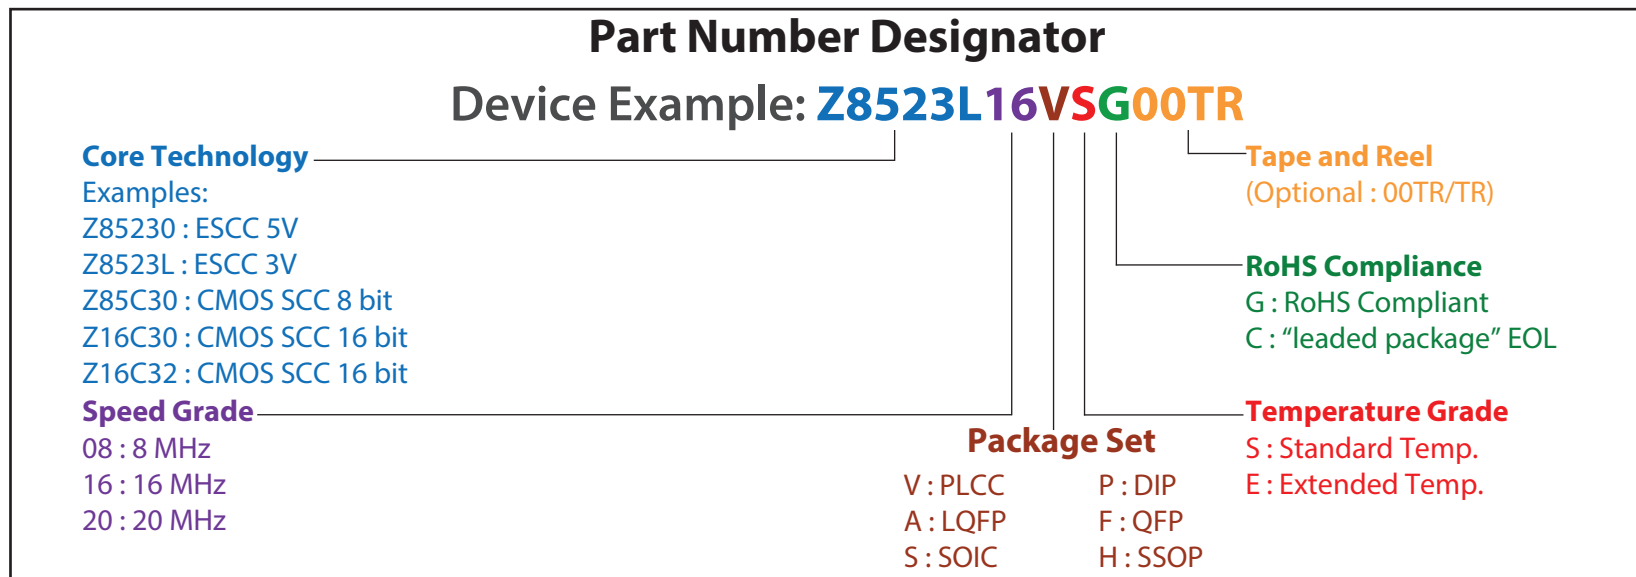 Part Number Designator
Device Example: Z8523L16VSG00TR
Core Technology
Examples:
Z85230 : ESCC 5V
Z8523L : ESCC 3V
Z85C30 : CMOS SCC 8 bit
Z16C30 : CMOS SCC 16 bit
Z16C32 : CMOS SCC 16 bit
Speed Grade
08 : 8 MHz
16 : 16 MHz
20 : 20 MHz
Package Set
V : PLCC P : DIP
A : LQFP F : QFP
S : SOIC H : SSOP
Tape and Reel
(Optional : 00TR/TR)
RoHS Compliance
G : RoHS Compliant
C : “leaded package” EOL
Temperature Grade
S : Standard Temp.
E : Extended Temp.